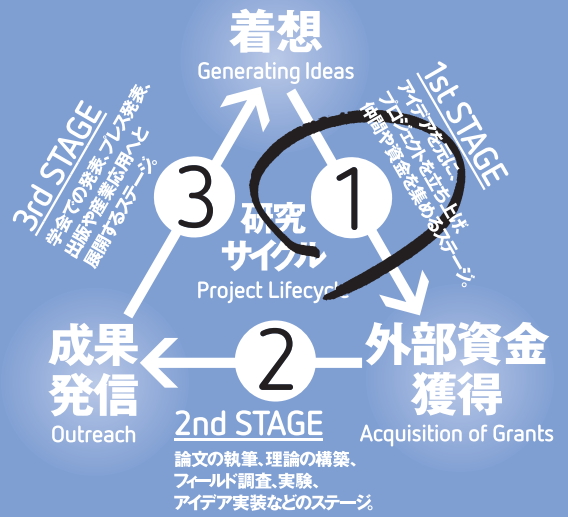 着想
Generating Ideas
1st STAGE
アイデアを元に、
プロジェクトを立ち上げ、
仲間や資金を集めるステージ。
3rd STAGE
学会での発表、プレス発表、
出版や産業応用へと
展開するステージ。
3
1
研究
サイクル
Project Lifecycle
成果
発信
Outreach
2
外部資金
獲得
Acquisition of Grants
2nd STAGE
論文の執筆、理論の構築、
フィールド調査、実験、
アイデア実装などのステージ。